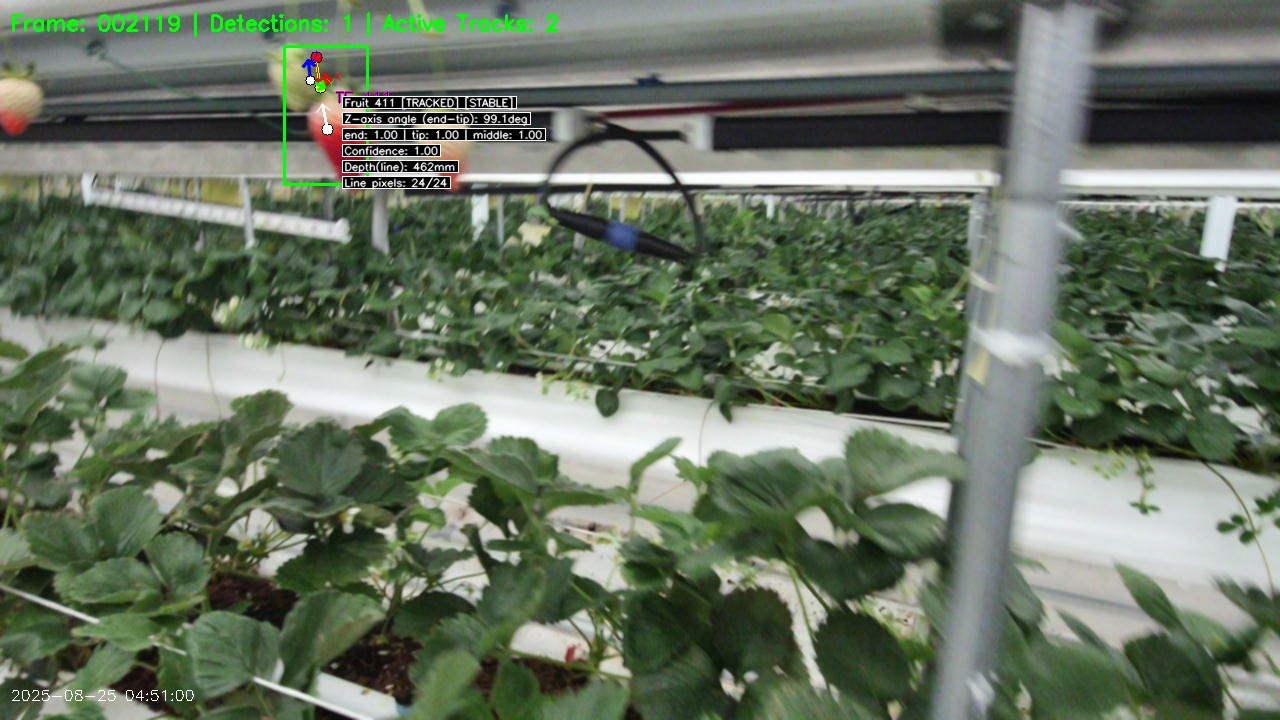 Frame: 002119 | Detections: 1 | Active Tracks: 2
Fruit 411 [TRACKED] [STABLE]
Z-axis angle (end-tip): 99.1deg
end: 1.00 | tip: 1.00 | middle: 1.00
Confidence: 1.00
Depth(line): 462mm
Line pixels: 24/24
2025-08-25 04:51:00